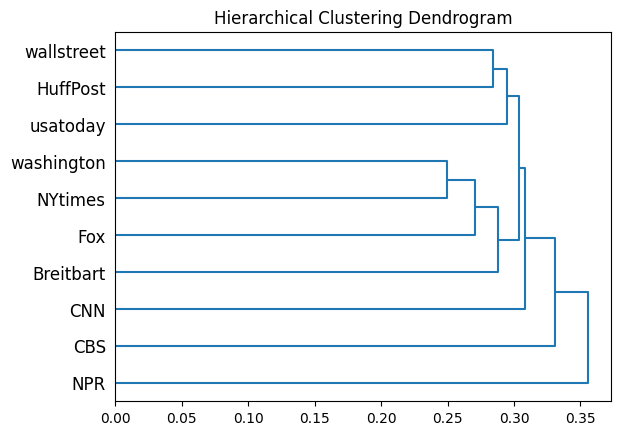 Hierarchical Clustering Dendrogram
wallstreet
HuffPost
usatoday
washington
NYtimes
Fox
Breitbart
CNN
CBS
NPR
0.00 0.05 0.10 0.15 0.20 0.25 0.30 0.35